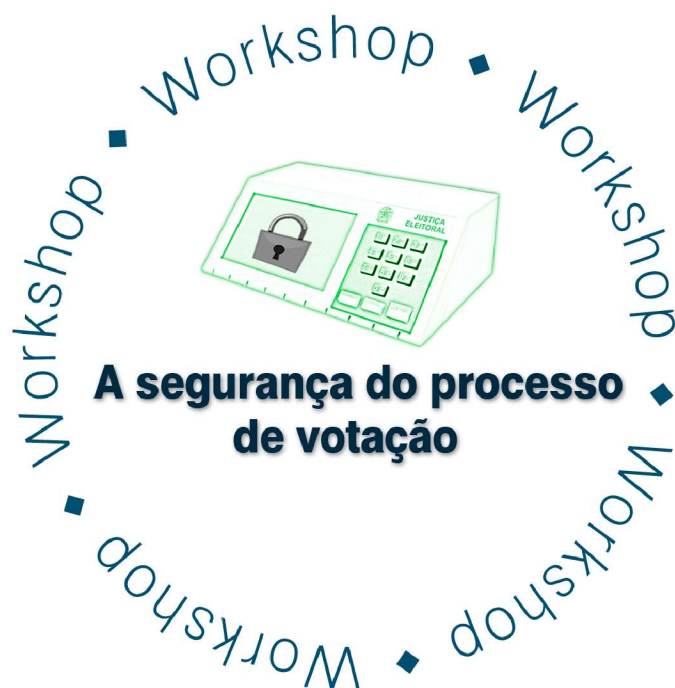 Workshop
Workshop
Workshop
Workshop
Workshop
JUSTIÇA
ELEITORAL
A segurança do processo
de votação